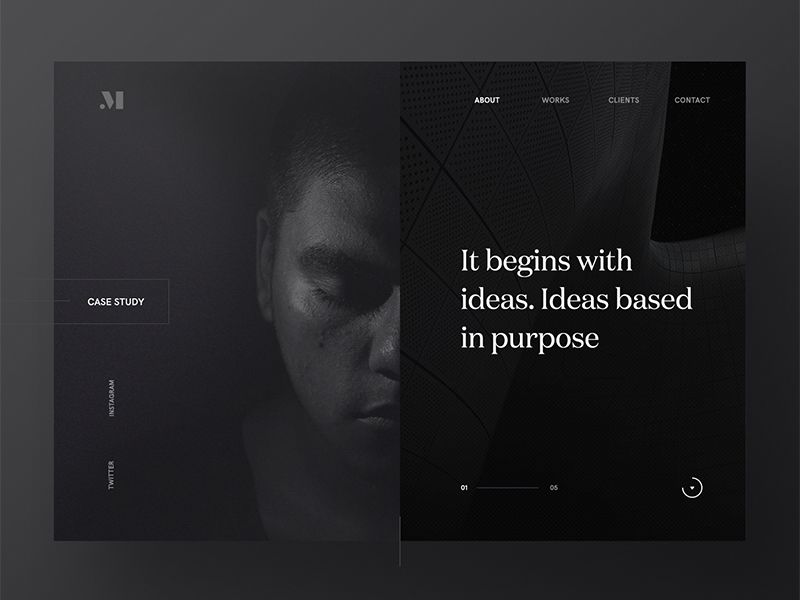 M
ABOUT WORKS CLIENTS CONTACT
CASE STUDY
It begins with
ideas. Ideas based
in purpose
INSTAGRAM
TWITTER
01 05